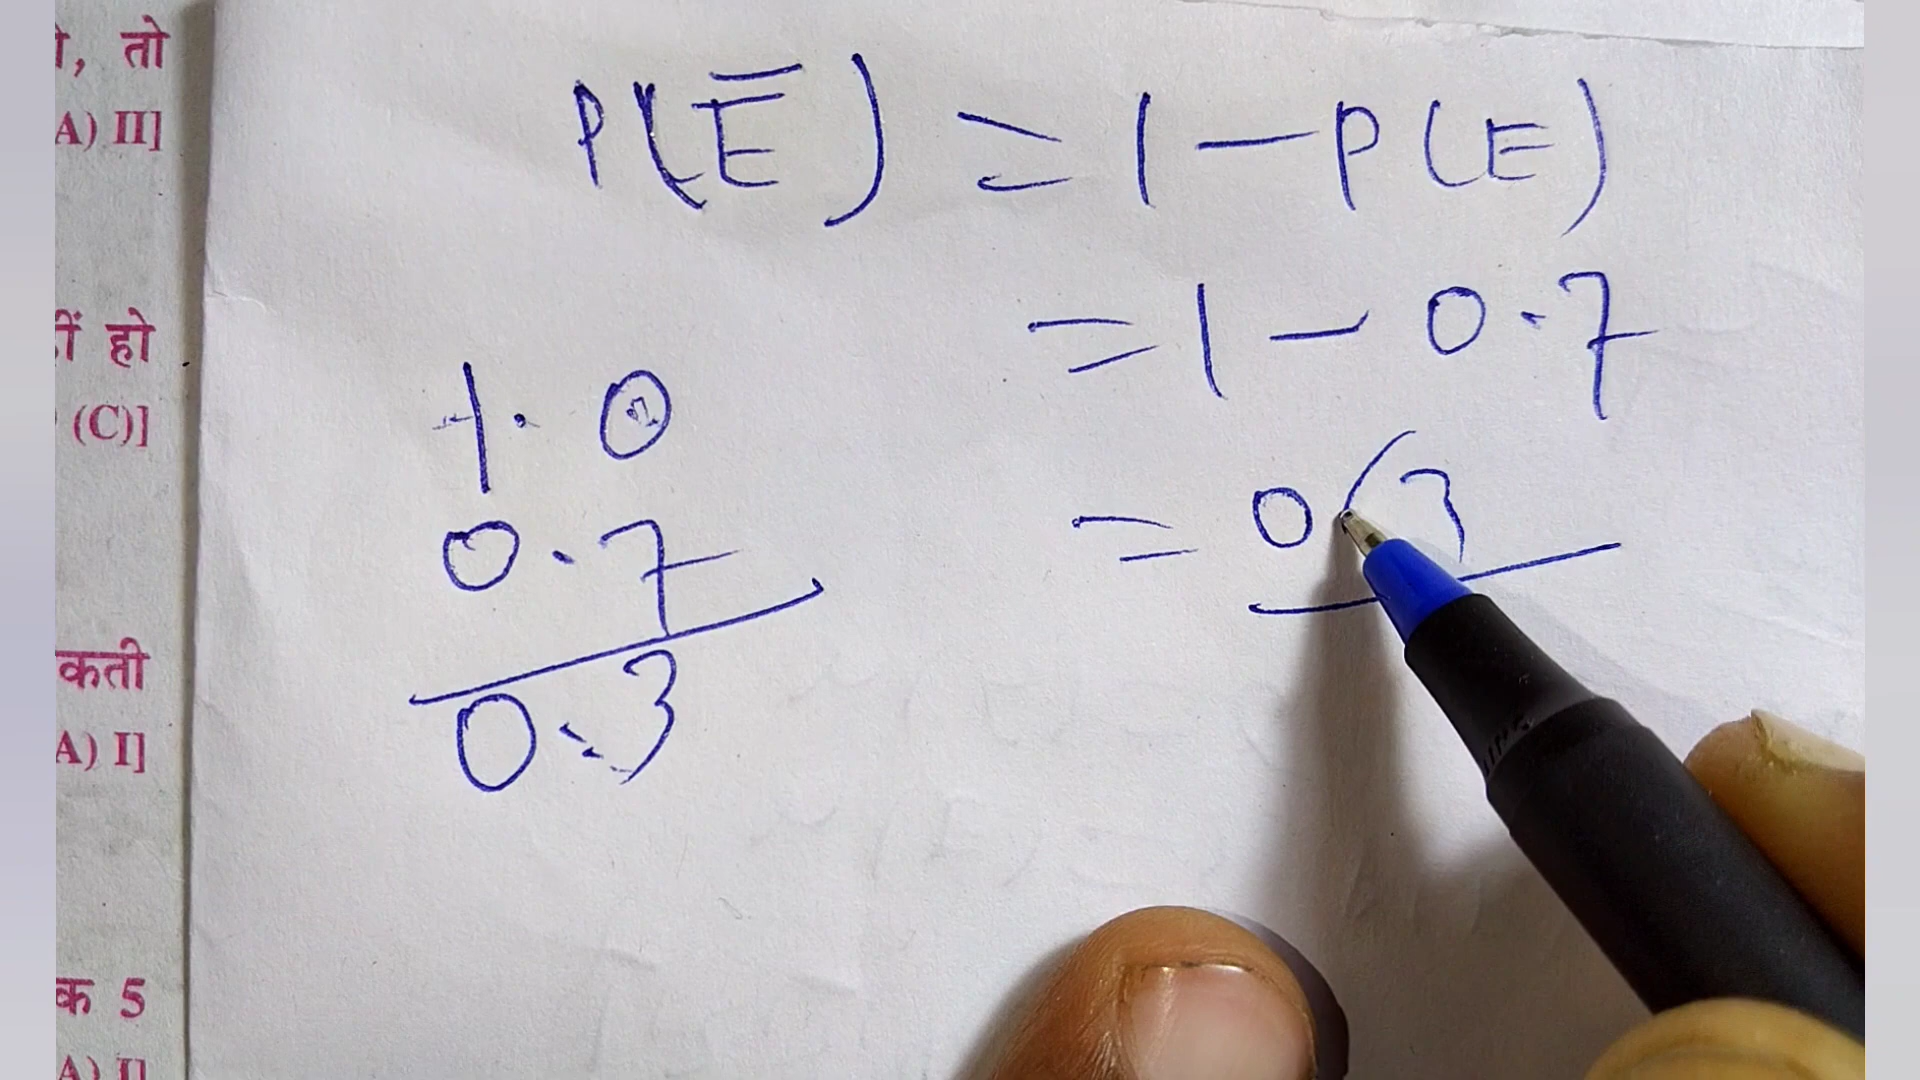 , तो
A) II]
हो
(C)]
कती
A) I]
क 5
A) I]
P(E̅) = 1 - P(E)
= 1 - 0.7
= 0.3
1.0
0.7
0.3